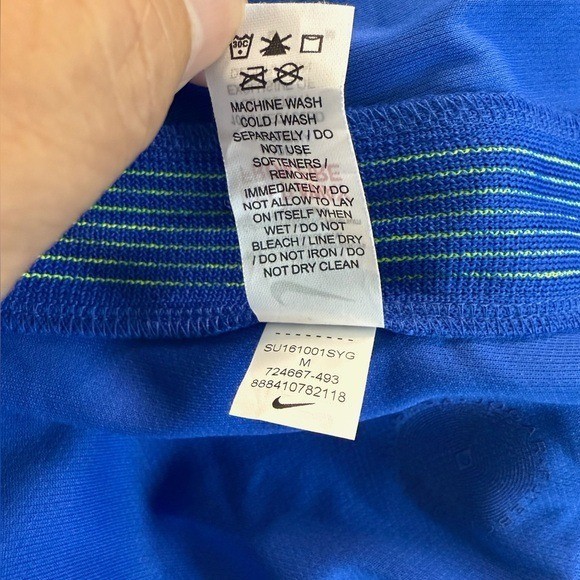 30C
MACHINE WASH
COLD / WASH
SEPARATELY / DO
NOT USE
SOFTENERS /
REMOVE
IMMEDIATELY / DO
NOT ALLOW TO LAY
ON ITSELF WHEN
WET / DO NOT
BLEACH / LINE DRY
/ DO NOT IRON / DO
NOT DRY CLEAN
SU161001SYG
M
724667-493
888410782118